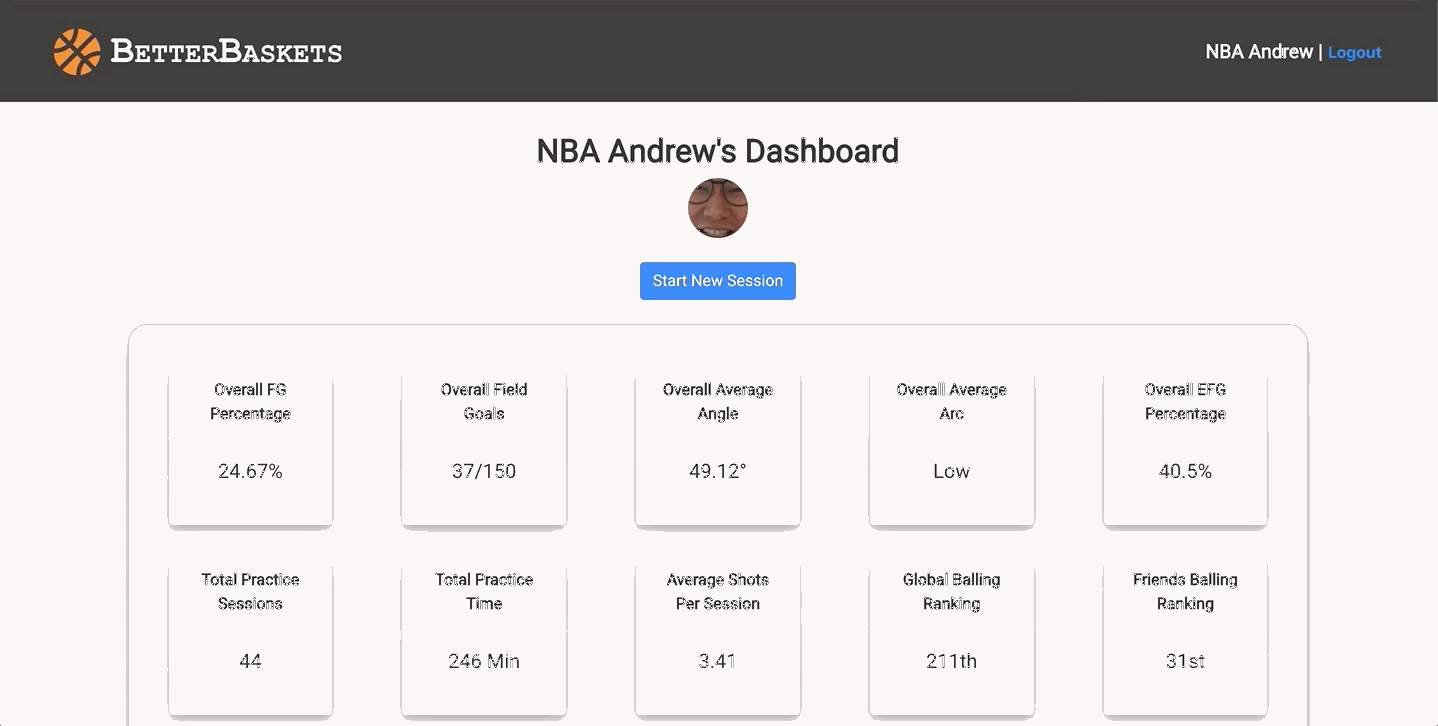 BETTERBASKETS
NBA Andrew | Logout
NBA Andrew's Dashboard
Start New Session
Overall FG
Percentage
24.67%
Overall Field
Goals
37/150
Overall Average
Angle
49.12°
Overall Average
Arc
Low
Overall EFG
Percentage
40.5%
Total Practice
Sessions
44
Total Practice
Time
246 Min
Average Shots
Per Session
3.41
Global Balling
Ranking
211th
Friends Balling
Ranking
31st